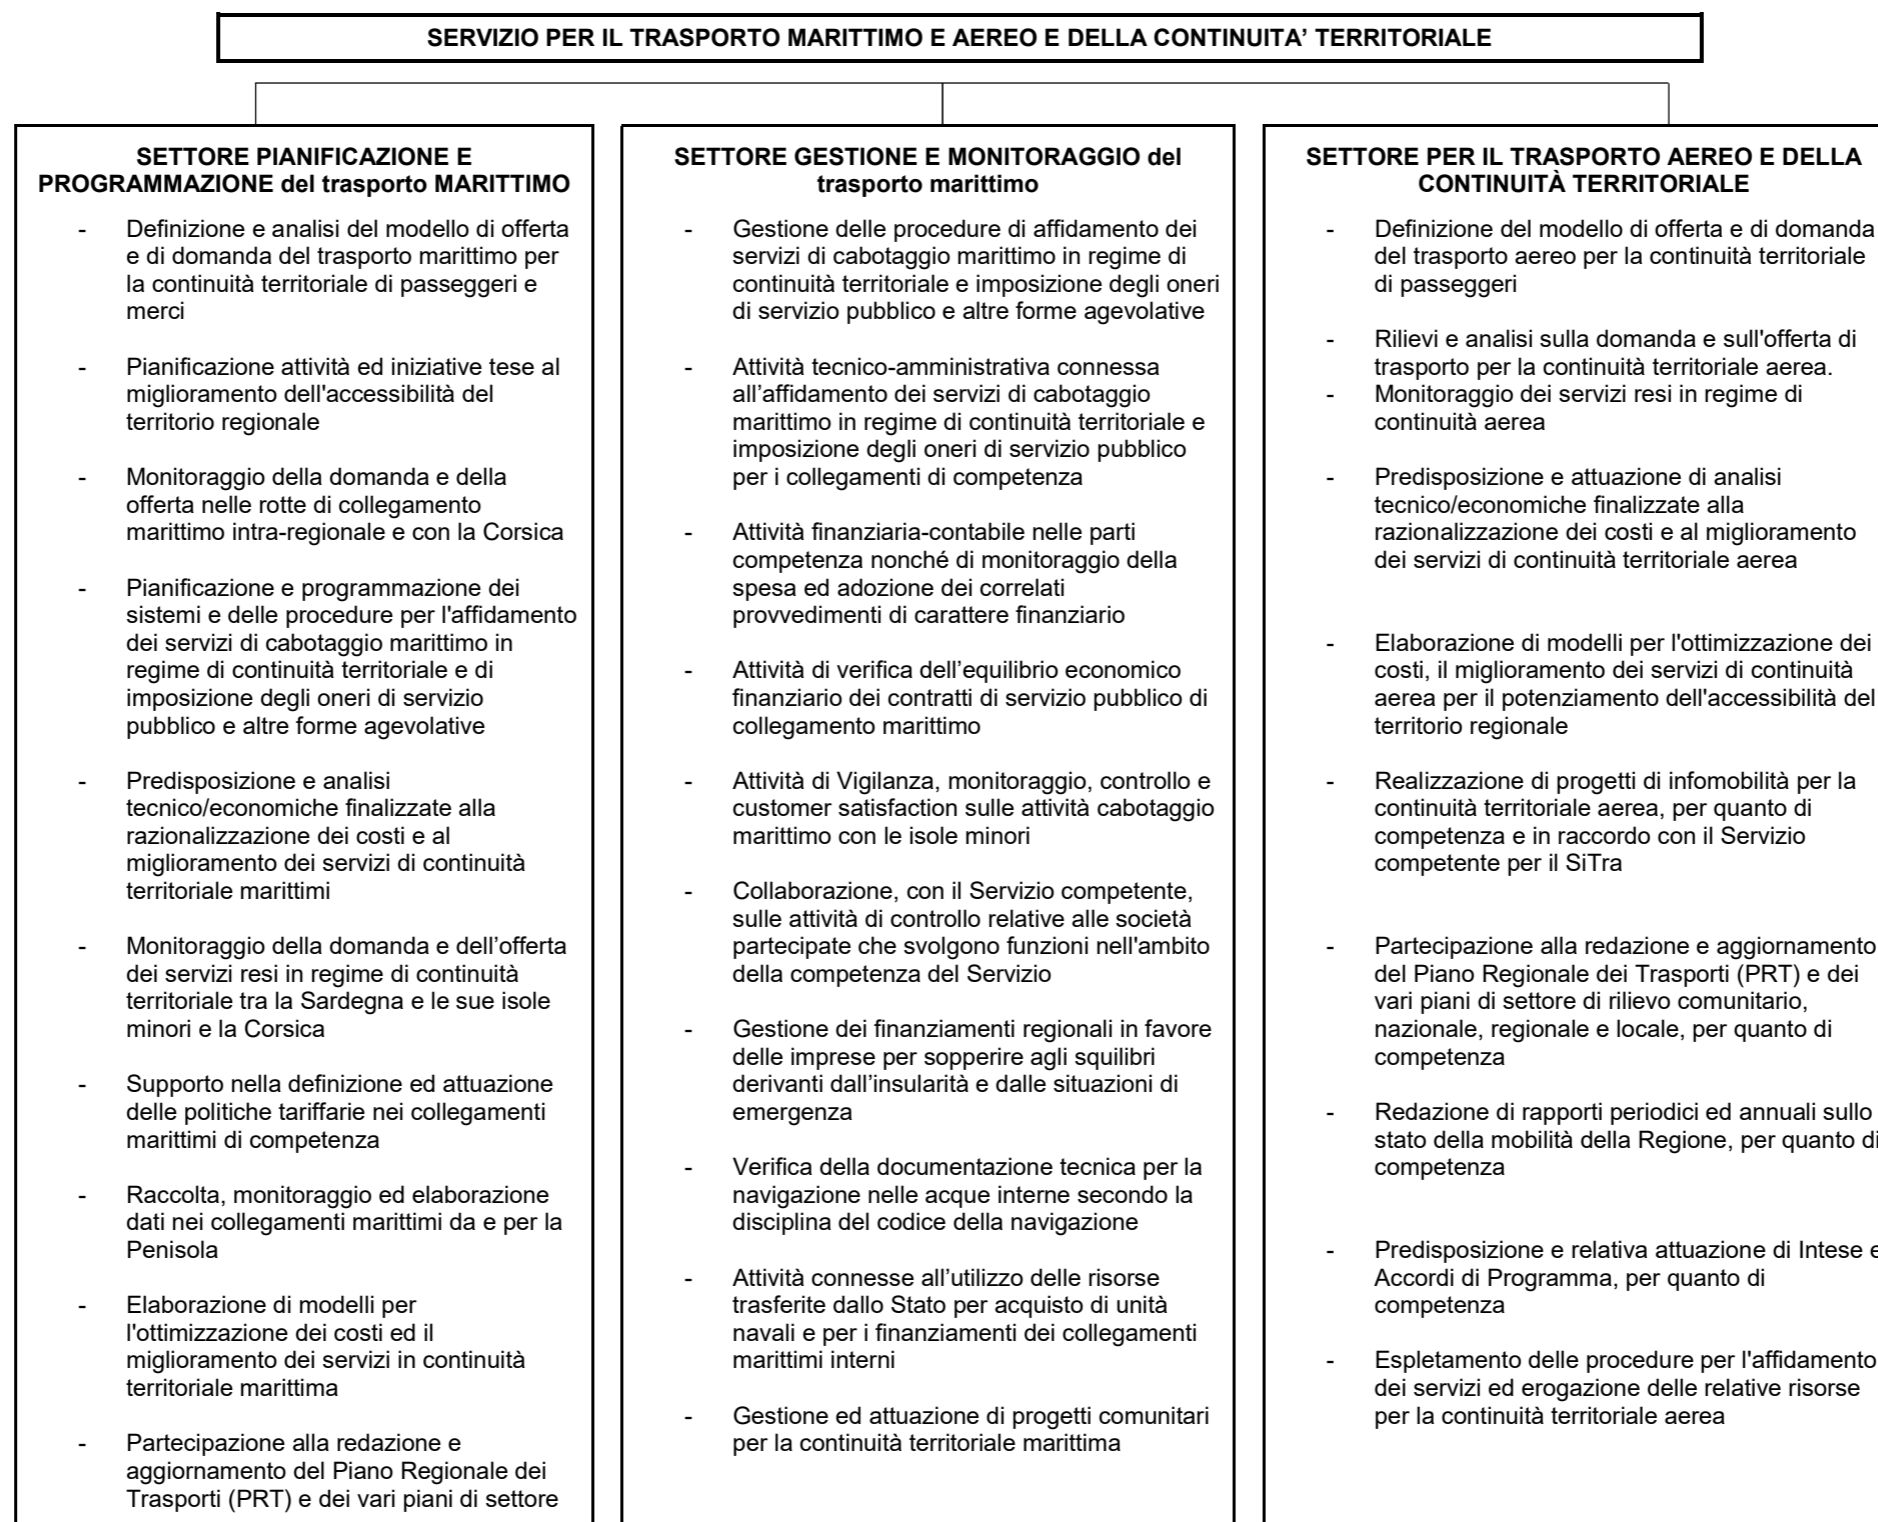 SERVIZIO PER IL TRASPORTO MARITTIMO E AEREO E DELLA CONTINUITA’ TERRITORIALE
SETTORE PIANIFICAZIONE E
PROGRAMMAZIONE del trasporto MARITTIMO
- Definizione e analisi del modello di offerta
e di domanda del trasporto marittimo per
la continuità territoriale di passeggeri e
merci
- Pianificazione attività ed iniziative tese al
miglioramento dell'accessibilità del
territorio regionale
- Monitoraggio della domanda e della
offerta nelle rotte di collegamento
marittimo intra-regionale e con la Corsica
- Pianificazione e programmazione dei
sistemi e delle procedure per l'affidamento
dei servizi di cabotaggio marittimo in
regime di continuità territoriale e di
imposizione degli oneri di servizio
pubblico e altre forme agevolative
- Predisposizione e analisi
tecnico/economiche finalizzate alla
razionalizzazione dei costi e al
miglioramento dei servizi di continuità
territoriale marittimi
- Monitoraggio della domanda e dell’offerta
dei servizi resi in regime di continuità
territoriale tra la Sardegna e le sue isole
minori e la Corsica
- Supporto nella definizione ed attuazione
delle politiche tariffarie nei collegamenti
marittimi di competenza
- Raccolta, monitoraggio ed elaborazione
dati nei collegamenti marittimi da e per la
Penisola
- Elaborazione di modelli per
l'ottimizzazione dei costi ed il
miglioramento dei servizi in continuità
territoriale marittima
- Partecipazione alla redazione e
aggiornamento del Piano Regionale dei
Trasporti (PRT) e dei vari piani di settore
SETTORE GESTIONE E MONITORAGGIO del
trasporto marittimo
- Gestione delle procedure di affidamento dei
servizi di cabotaggio marittimo in regime di
continuità territoriale e imposizione degli oneri
di servizio pubblico e altre forme agevolative
- Attività tecnico-amministrativa connessa
all’affidamento dei servizi di cabotaggio
marittimo in regime di continuità territoriale e
imposizione degli oneri di servizio pubblico
per i collegamenti di competenza
- Attività finanziaria-contabile nelle parti
competenza nonché di monitoraggio della
spesa ed adozione dei correlati
provvedimenti di carattere finanziario
- Attività di verifica dell’equilibrio economico
finanziario dei contratti di servizio pubblico di
collegamento marittimo
- Attività di Vigilanza, monitoraggio, controllo e
customer satisfaction sulle attività cabotaggio
marittimo con le isole minori
- Collaborazione, con il Servizio competente,
sulle attività di controllo relative alle società
partecipate che svolgono funzioni nell'ambito
della competenza del Servizio
- Gestione dei finanziamenti regionali in favore
delle imprese per sopperire agli squilibri
derivanti dall’insularità e dalle situazioni di
emergenza
- Verifica della documentazione tecnica per la
navigazione nelle acque interne secondo la
disciplina del codice della navigazione
- Attività connesse all’utilizzo delle risorse
trasferite dallo Stato per acquisto di unità
navali e per i finanziamenti dei collegamenti
marittimi interni
- Gestione ed attuazione di progetti comunitari
per la continuità territoriale marittima
SETTORE PER IL TRASPORTO AEREO E DELLA
CONTINUITÀ TERRITORIALE
- Definizione del modello di offerta e di domanda
del trasporto aereo per la continuità territoriale
di passeggeri
- Rilievi e analisi sulla domanda e sull'offerta di
trasporto per la continuità territoriale aerea.
- Monitoraggio dei servizi resi in regime di
continuità aerea
- Predisposizione e attuazione di analisi
tecnico/economiche finalizzate alla
razionalizzazione dei costi e al miglioramento
dei servizi di continuità territoriale aerea
- Elaborazione di modelli per l'ottimizzazione dei
costi, il miglioramento dei servizi di continuità
aerea per il potenziamento dell'accessibilità del
territorio regionale
- Realizzazione di progetti di infomobilità per la
continuità territoriale aerea, per quanto di
competenza e in raccordo con il Servizio
competente per il SiTra
- Partecipazione alla redazione e aggiornamento
del Piano Regionale dei Trasporti (PRT) e dei
vari piani di settore di rilievo comunitario,
nazionale, regionale e locale, per quanto di
competenza
- Redazione di rapporti periodici ed annuali sullo
stato della mobilità della Regione, per quanto di
competenza
- Predisposizione e relativa attuazione di Intese e
Accordi di Programma, per quanto di
competenza
- Espletamento delle procedure per l'affidamento
dei servizi ed erogazione delle relative risorse
per la continuità territoriale aerea